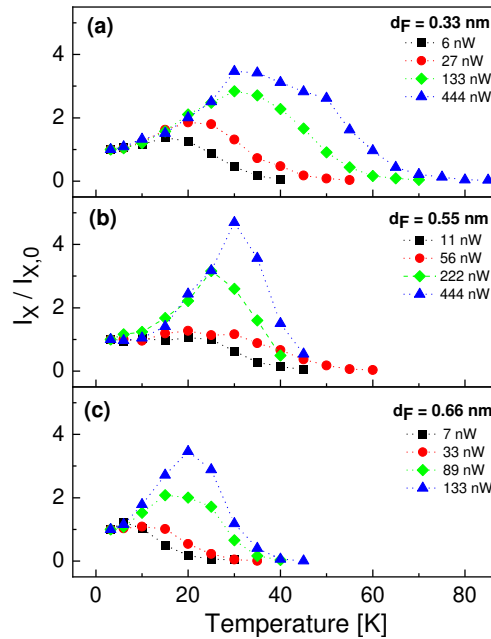 (a)
d_F = 0.33 nm
6 nW
27 nW
133 nW
444 nW
4
2
0
(b)
d_F = 0.55 nm
11 nW
56 nW
222 nW
444 nW
4
2
0
I_X / I_X,0
(c)
d_F = 0.66 nm
7 nW
33 nW
89 nW
133 nW
4
2
0
0 20 40 60 80
Temperature [K]